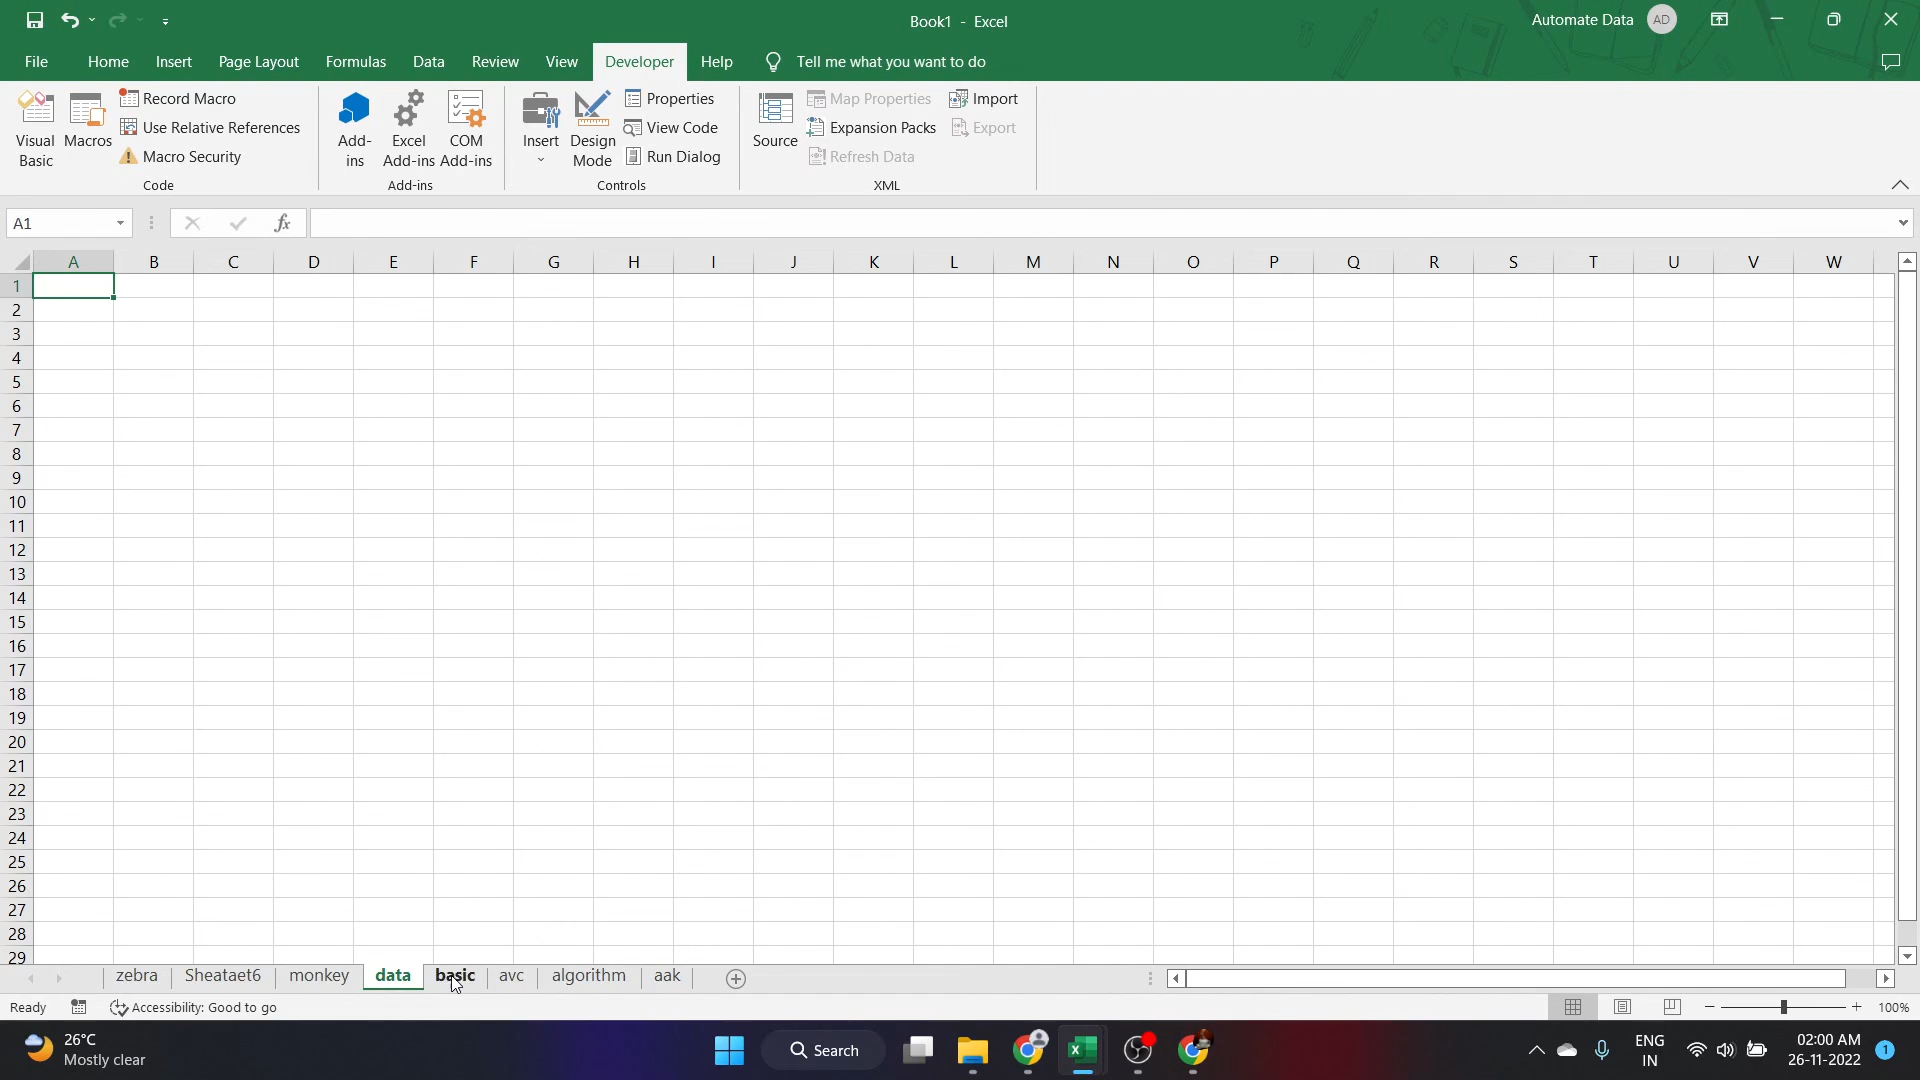 Book1 - Excel
Automate Data AD
File Home Insert Page Layout Formulas Data Review View Developer Help Tell me what you want to do
Visual Basic
Macros
Record Macro
Use Relative References
Macro Security
Code
Add-ins
Excel Add-ins
COM Add-ins
Add-ins
Insert
Design Mode
Properties
View Code
Run Dialog
Controls
Source
Map Properties
Expansion Packs
Refresh Data
Import
Export
XML
A1
fx
A B C D E F G H I J K L M N O P Q R S T U V W
1
2
3
4
5
6
7
8
9
10
11
12
13
14
15
16
17
18
19
20
21
22
23
24
25
26
27
28
29
zebra Sheataet6 monkey data basic avc algorithm aak
Ready Accessibility: Good to go 100%
26°C
Mostly clear
Search
ENG
IN
02:00 AM
26-11-2022
1